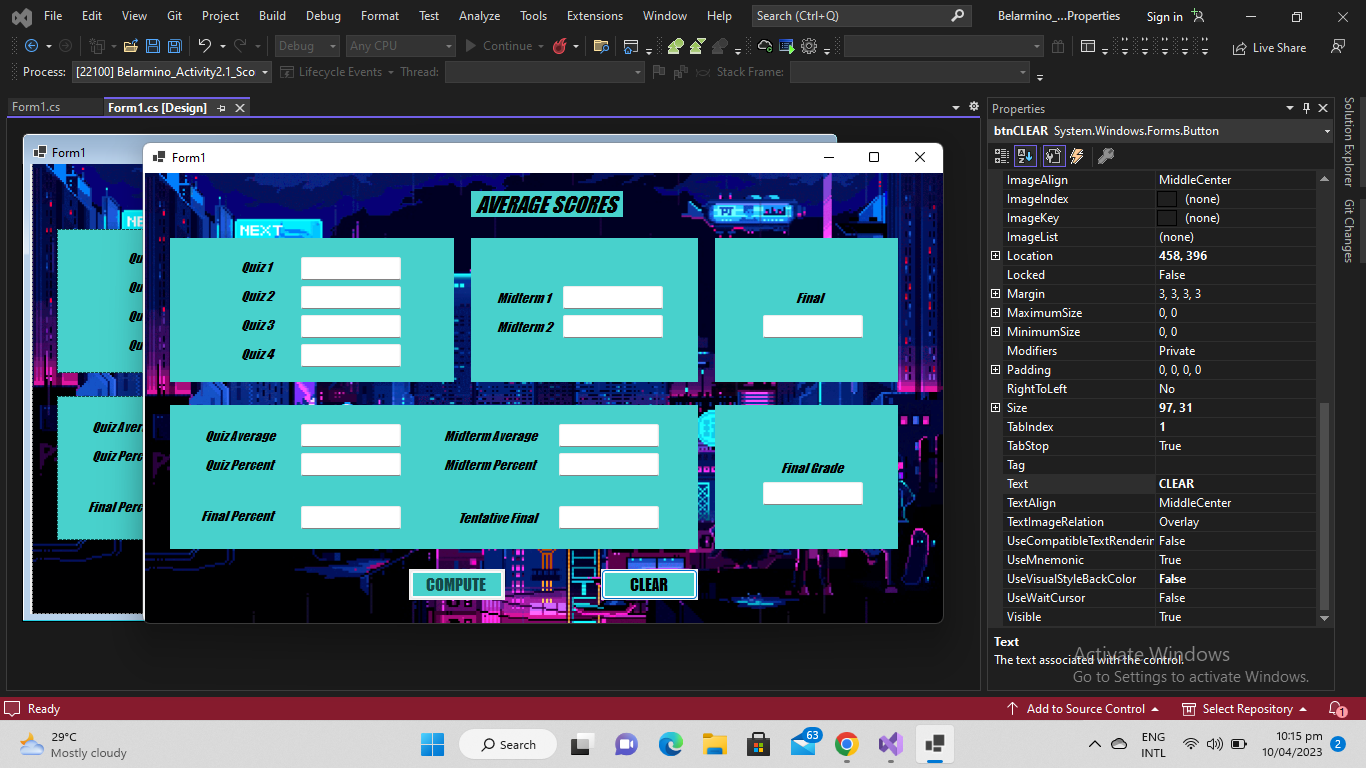 File Edit View Git Project Build Debug Format Test Analyze Tools Extensions Window Help Search (Ctrl+Q) Belarmino_...Properties Sign in
Debug Any CPU Continue Live Share
Process: [22100] Belarmino_Activity2.1_Sco Lifecycle Events Thread: Stack Frame:
Form1.cs Form1.cs [Design]
Form1
Form1
NEXT
AVERAGE SCORES
Quiz 1
Quiz 2
Quiz 3
Quiz 4
Midterm 1
Midterm 2
Final
Quiz Average
Quiz Percent
Final Percent
Midterm Average
Midterm Percent
Tentative Final
Final Grade
COMPUTE
CLEAR
NE
Qu
Qu
Qu
Qu
Quiz Aver
Quiz Perc
Final Perc
Properties
btnCLEAR System.Windows.Forms.Button
ImageAlign MiddleCenter
ImageIndex (none)
ImageKey (none)
ImageList (none)
Location 458, 396
Locked False
Margin 3, 3, 3, 3
MaximumSize 0, 0
MinimumSize 0, 0
Modifiers Private
Padding 0, 0, 0, 0
RightToLeft No
Size 97, 31
TabIndex 1
TabStop True
Tag
Text CLEAR
TextAlign MiddleCenter
TextImageRelation Overlay
UseCompatibleTextRenderin False
UseMnemonic True
UseVisualStyleBackColor False
UseWaitCursor False
Visible True
Text
The text associated with the control.
Activate Windows
Go to Settings to activate Windows.
Solution Explorer
Git Changes
Ready Add to Source Control Select Repository 1
29°C
Mostly cloudy
Search
63
ENG
INTL
10:15 pm
10/04/2023
2